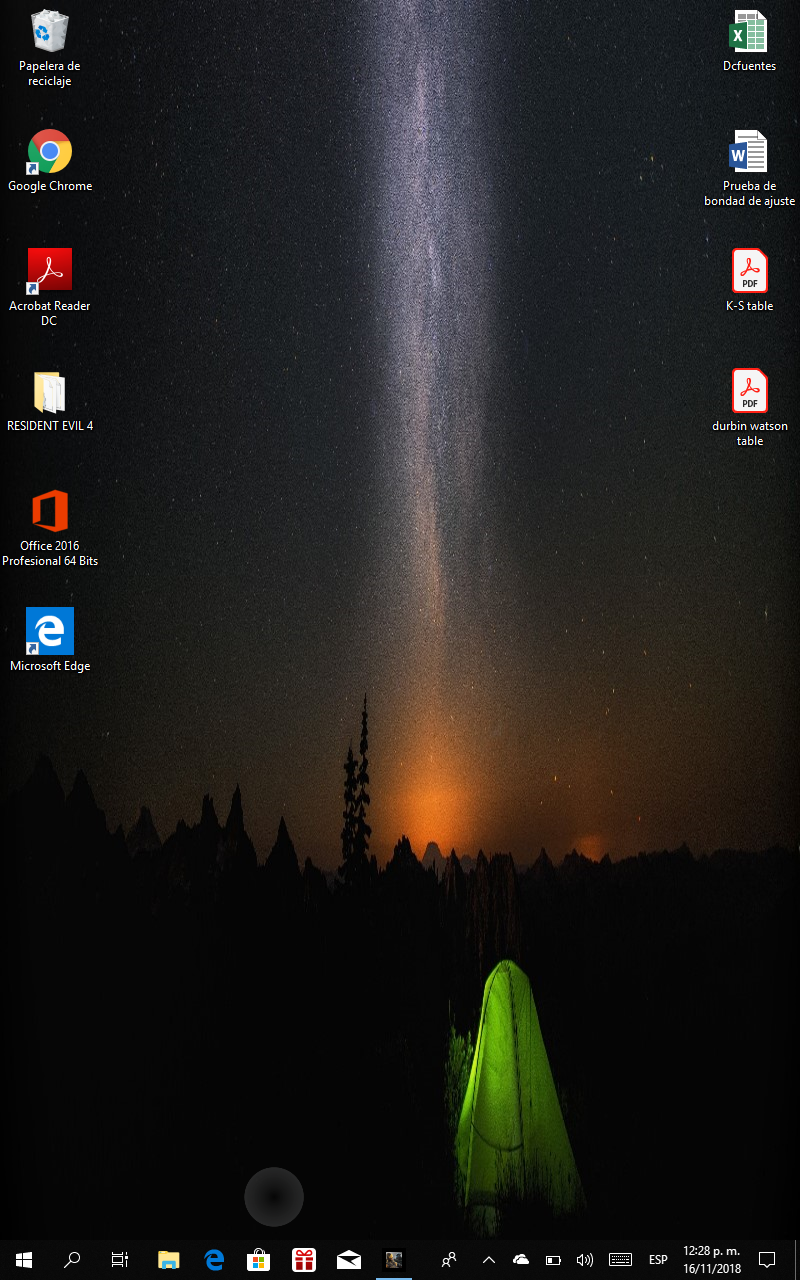 Papelera de
reciclaje
Google Chrome
Acrobat Reader
DC
RESIDENT EVIL 4
Office 2016
Profesional 64 Bits
Microsoft Edge
Dcfuentes
Prueba de
bondad de ajuste
PDF
K-S table
PDF
durbin watson
table
ESP
12:28 p. m.
16/11/2018